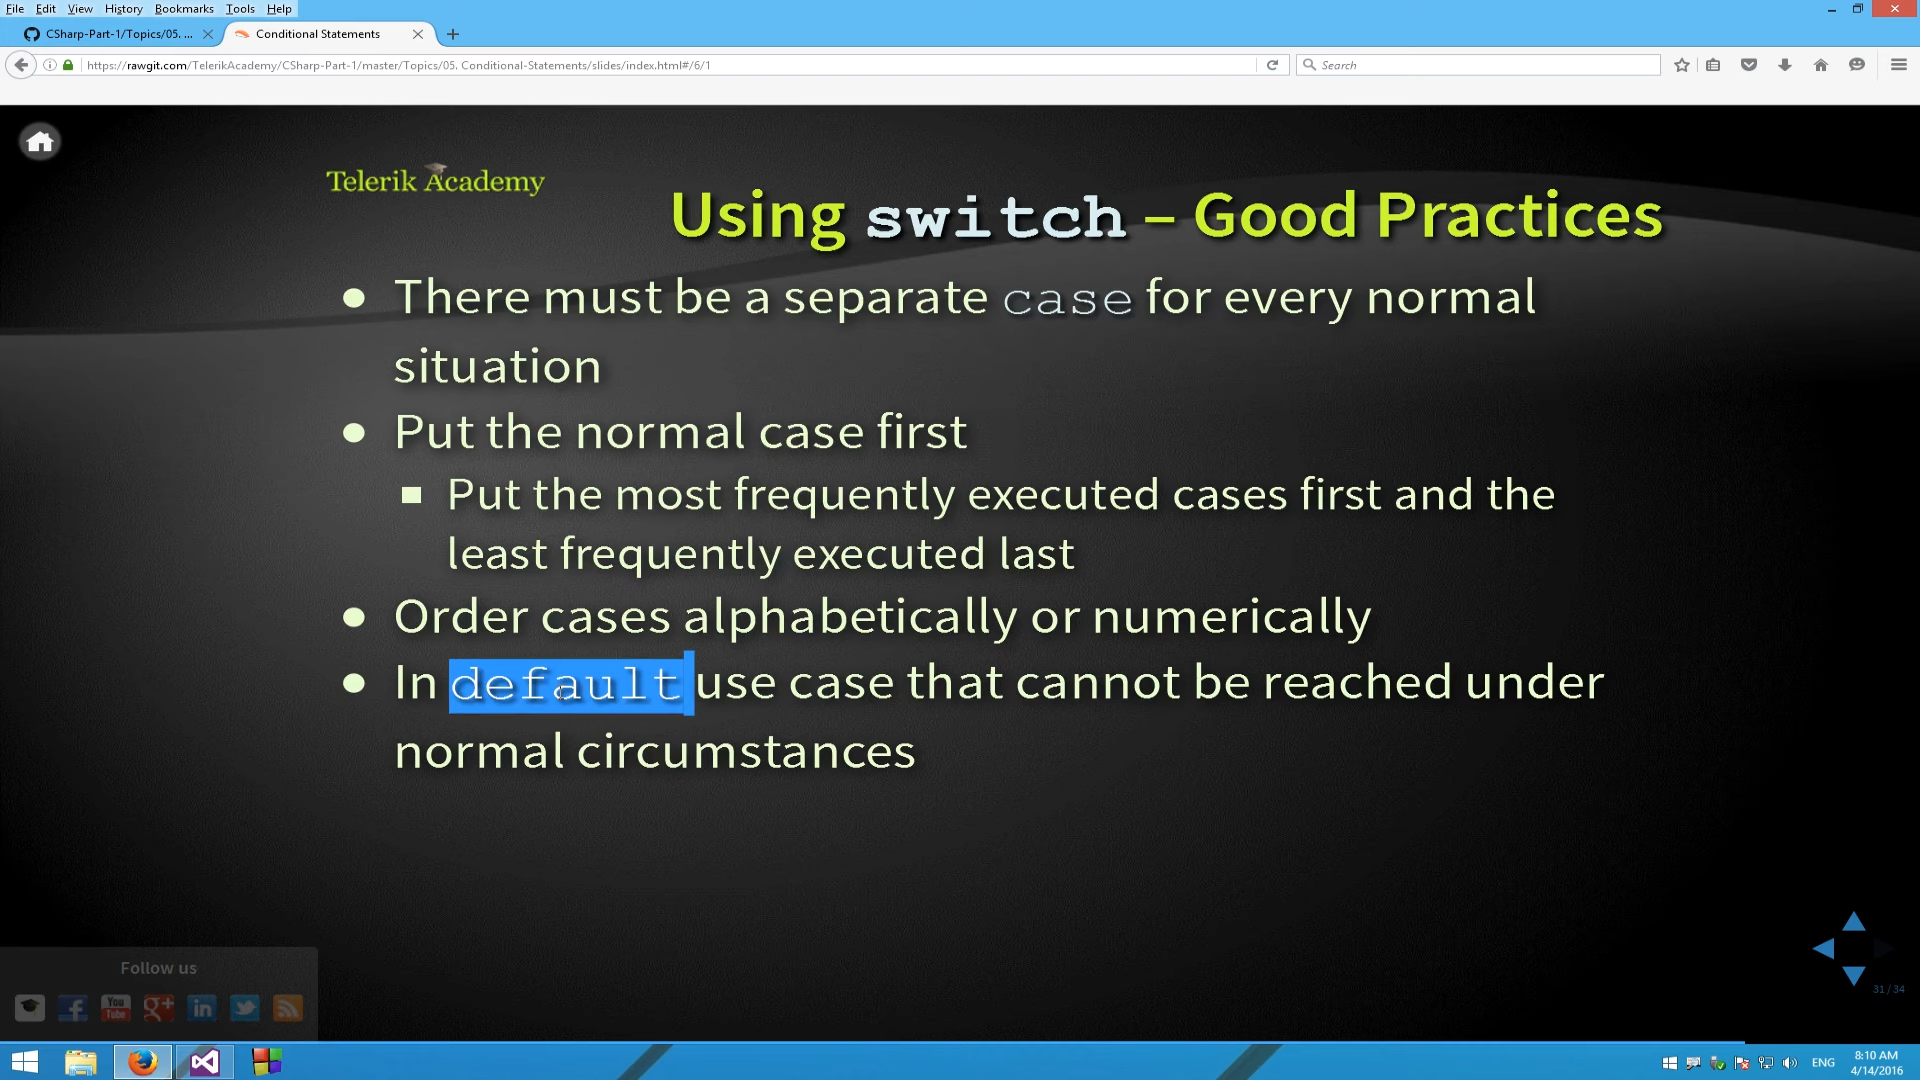 File Edit View History Bookmarks Tools Help
CSharp-Part-1/Topics/05. ... Conditional Statements
https://rawgit.com/TelerikAcademy/CSharp-Part-1/master/Topics/05. Conditional-Statements/slides/index.html#/6/1 Search
Telerik Academy
Using switch – Good Practices
There must be a separate case for every normal
situation
Put the normal case first
Put the most frequently executed cases first and the
least frequently executed last
Order cases alphabetically or numerically
In default use case that cannot be reached under
normal circumstances
Follow us
You
Tube
31 / 34
ENG
8:10 AM
4/14/2016